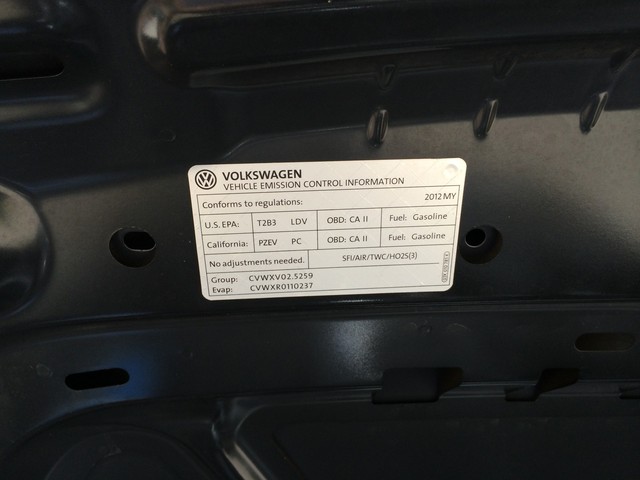 VOLKSWAGEN
VEHICLE EMISSION CONTROL INFORMATION
Conforms to regulations: 2012 MY
U.S. EPA: T2B3 LDV OBD: CA II Fuel: Gasoline
California: PZEV PC OBD: CA II Fuel: Gasoline
No adjustments needed. SFI/AIR/TWC/HO2S(3)
Group: CVWXV02.5259
Evap: CVWXR0110237